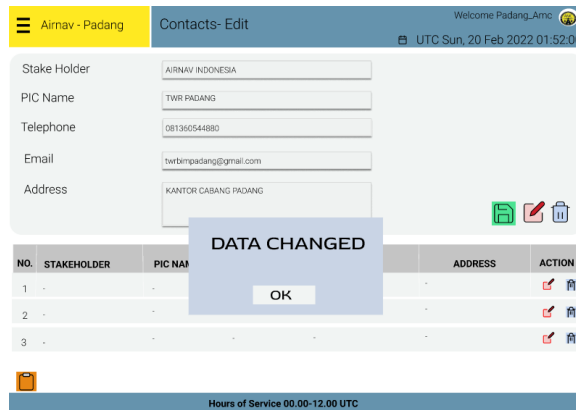 Airnav - Padang
Contacts- Edit
Welcome Padang_Amc
UTC Sun, 20 Feb 2022 01:52:0
Stake Holder
AIRNAV INDONESIA
PIC Name
TWR PADANG
Telephone
081360544880
Email
twrbimpadang@gmail.com
Address
KANTOR CABANG PADANG
DATA CHANGED
OK
NO. STAKEHOLDER PIC NAM ADDRESS ACTION
1 - - -
2 - - -
3 - - - - -
Hours of Service 00.00-12.00 UTC